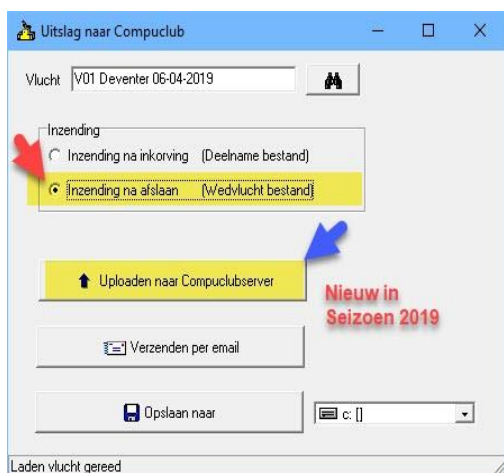 Uitslag naar Compuclub
Vlucht V01 Deventer 06-04-2019
Inzending
Inzending na inkorving (Deelname bestand)
Inzending na afslaan (Wedvlucht bestand)
Uploaden naar Compuclubserver
Nieuw in
Seizoen 2019
Verzenden per email
Opslaan naar
c: []
Laden vlucht gereed